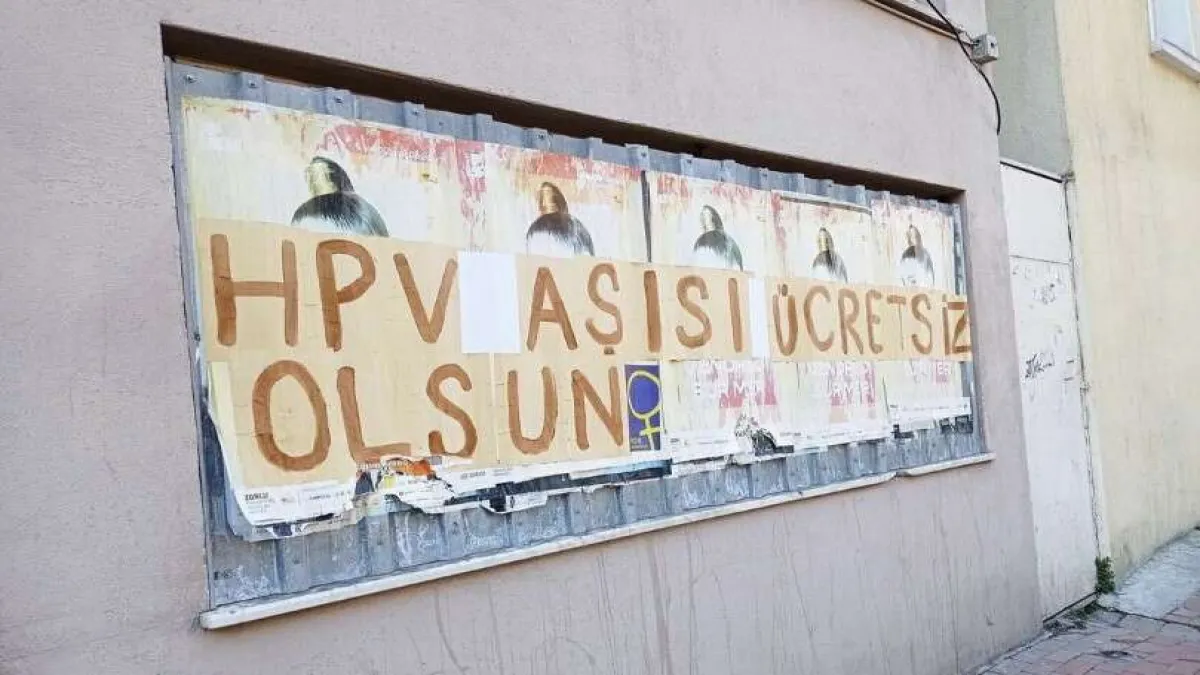 HPV AŞISI ÜCRETSİZ
OLSUN